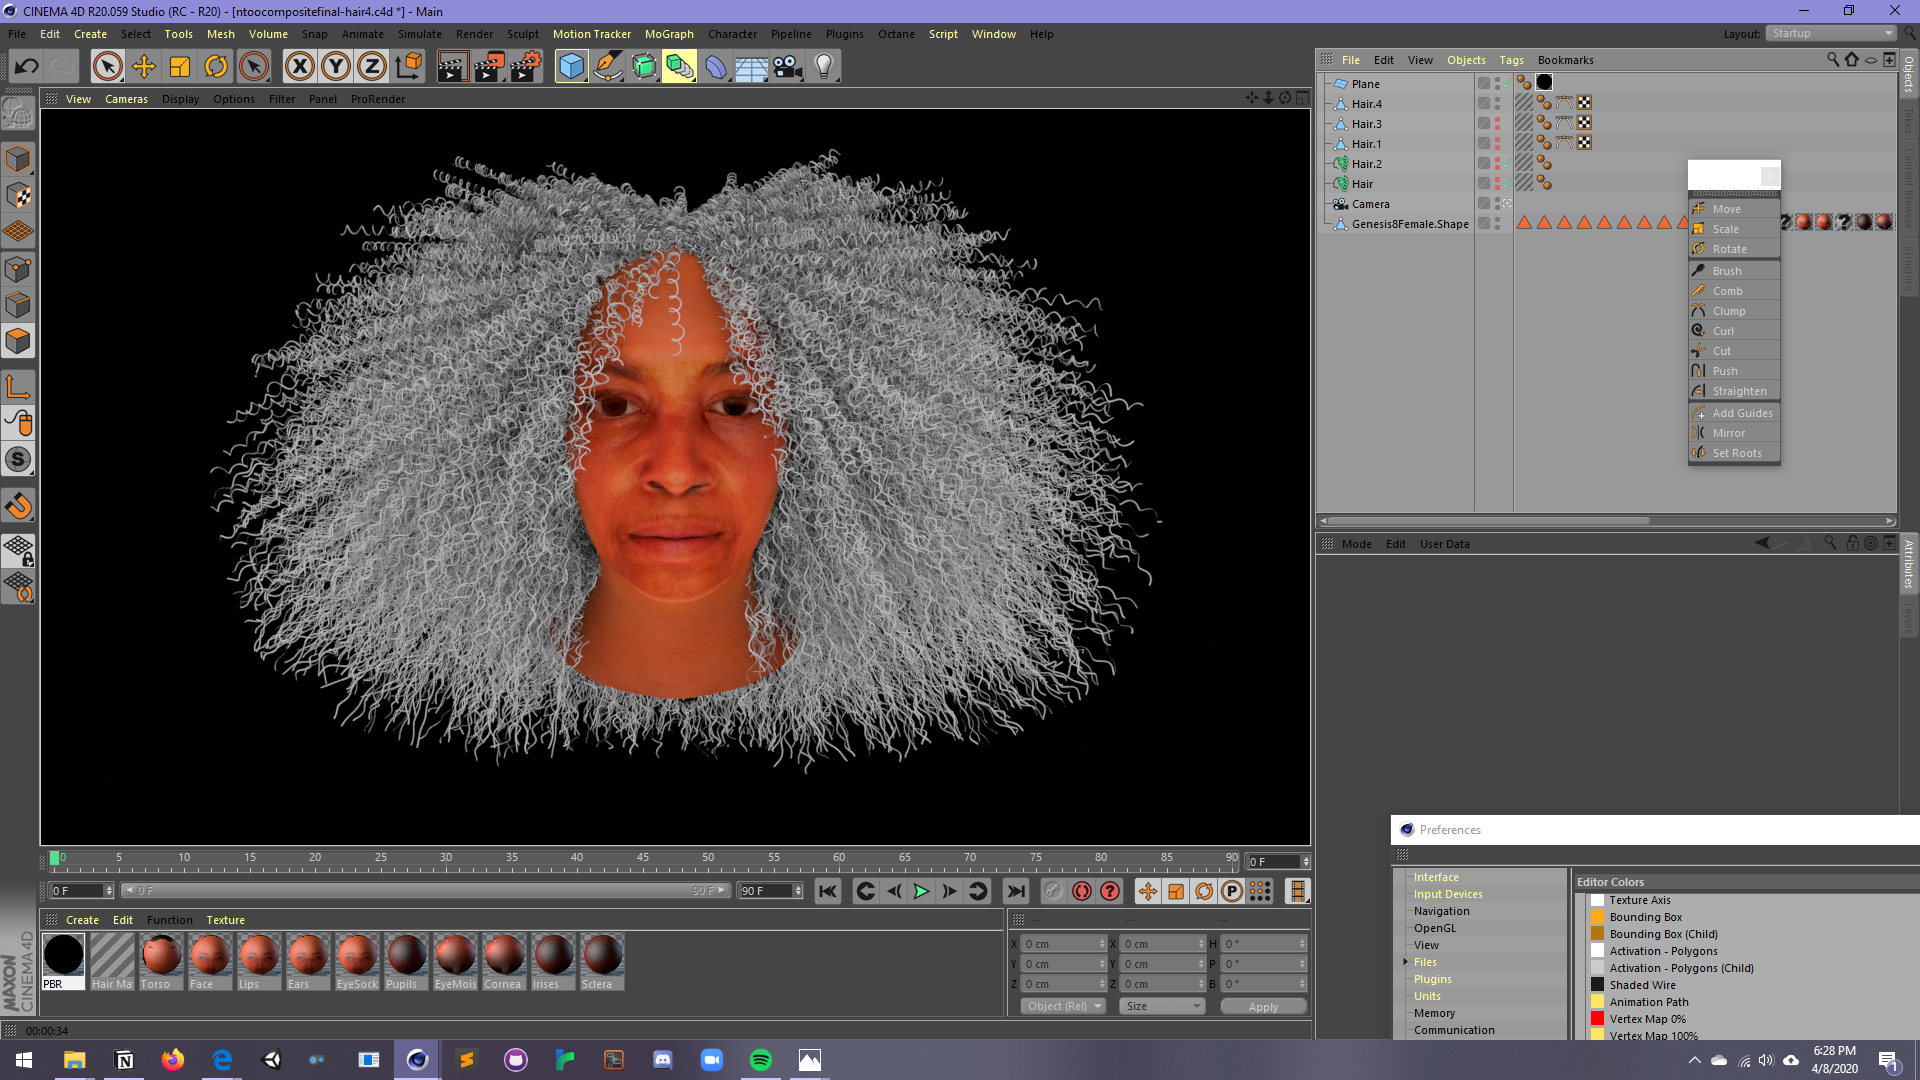 CINEMA 4D R20.059 Studio (RC - R20) - [ntoocompositefinal-hair4.c4d *] - Main
File Edit Create Select Tools Mesh Volume Snap Animate Simulate Render Sculpt Motion Tracker MoGraph Character Pipeline Plugins Octane Script Window Help
Layout: Startup
X Y Z
View Cameras Display Options Filter Panel ProRender
File Edit View Objects Tags Bookmarks
Plane
Hair.4
Hair.3
Hair.1
Hair.2
Hair
Camera
Genesis8Female.Shape
Move
Scale
Rotate
Brush
Comb
Clump
Curl
Cut
Push
Straighten
Add Guides
Mirror
Set Roots
Objects
Takes
Content Browser
Structure
Mode Edit User Data
Attributes
Layers
Preferences
Interface
Input Devices
Navigation
OpenGL
View
Files
Plugins
Units
Memory
Communication
Editor Colors
Texture Axis
Bounding Box
Bounding Box (Child)
Activation - Polygons
Activation - Polygons (Child)
Shaded Wire
Animation Path
Vertex Map 0%
Vertex Map 100%
0 5 10 15 20 25 30 35 40 45 50 55 60 65 70 75 80 85 90
0 F
0 F 0 F 90 F 90 F
Create Edit Function Texture
PBR Hair Ma Torso Face Lips Ears EyeSock Pupils EyeMois Cornea Irises Sclera
-- -- --
X 0 cm X 0 cm H 0 °
Y 0 cm Y 0 cm P 0 °
Z 0 cm Z 0 cm B 0 °
Object (Rel) Size Apply
MAXON
CINEMA 4D
00:00:34
6:28 PM
4/8/2020
1